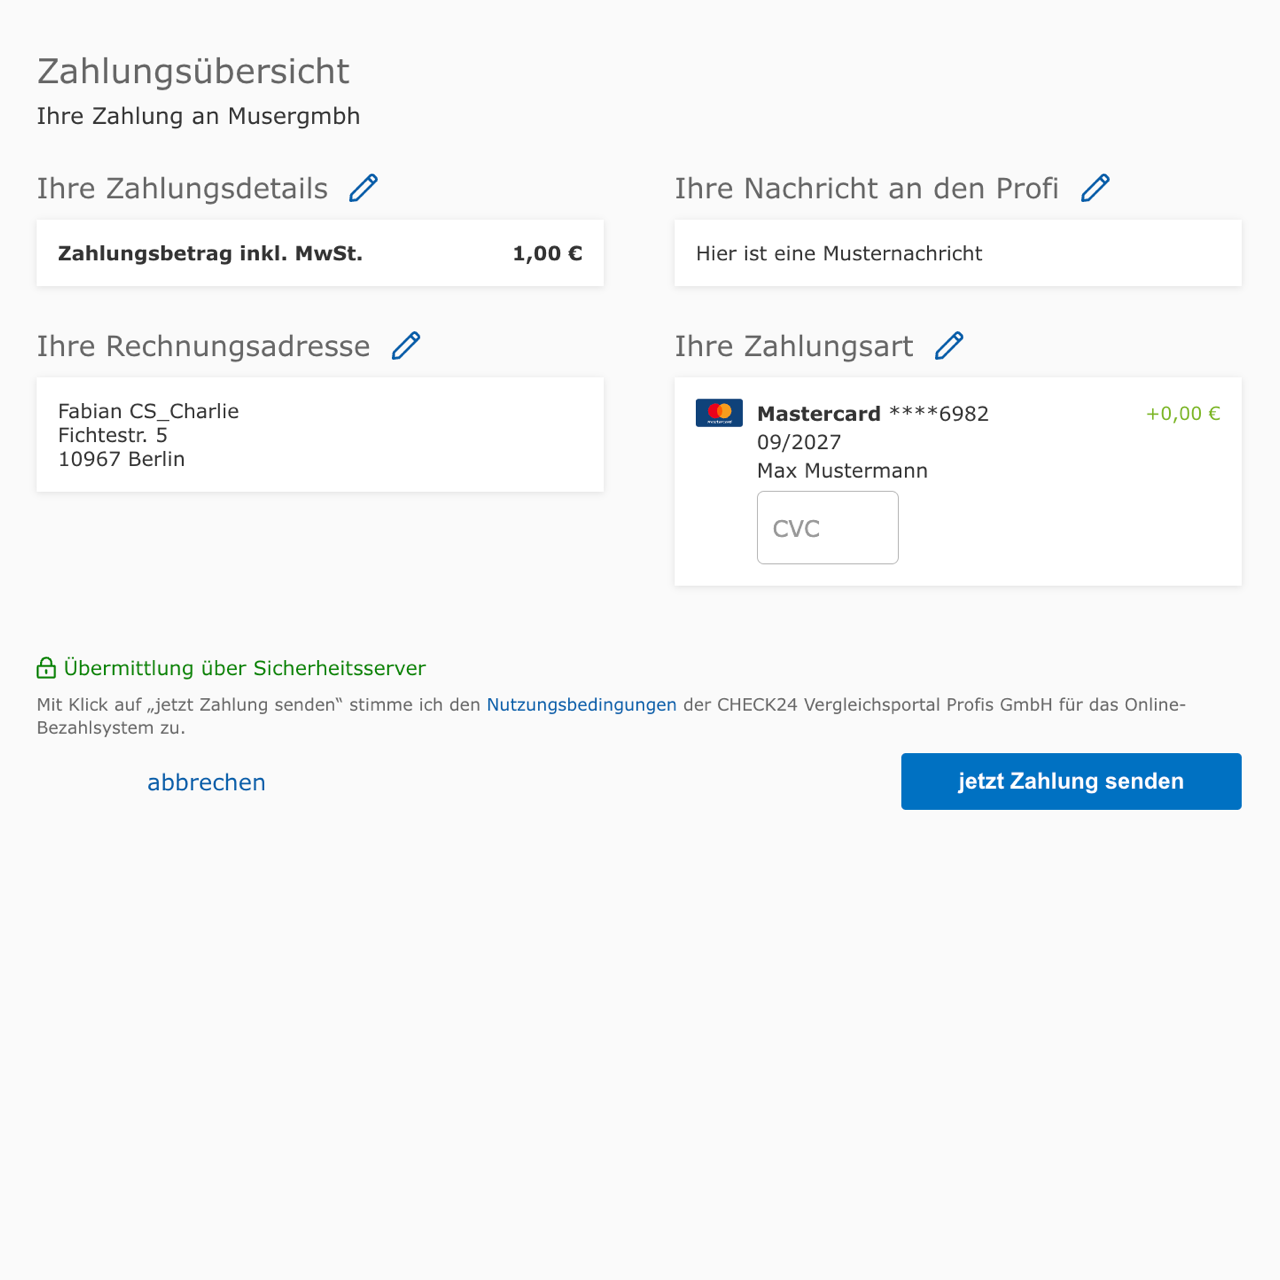 Zahlungsübersicht
Ihre Zahlung an Musergmbh
Ihre Zahlungsdetails
Zahlungsbetrag inkl. MwSt. 1,00 €
Ihre Nachricht an den Profi
Hier ist eine Musternachricht
Ihre Rechnungsadresse
Fabian CS_Charlie
Fichtestr. 5
10967 Berlin
Ihre Zahlungsart
mastercard
Mastercard ****6982 +0,00 €
09/2027
Max Mustermann
CVC
Übermittlung über Sicherheitsserver
Mit Klick auf „jetzt Zahlung senden“ stimme ich den Nutzungsbedingungen der CHECK24 Vergleichsportal Profis GmbH für das Online-
Bezahlsystem zu.
abbrechen
jetzt Zahlung senden